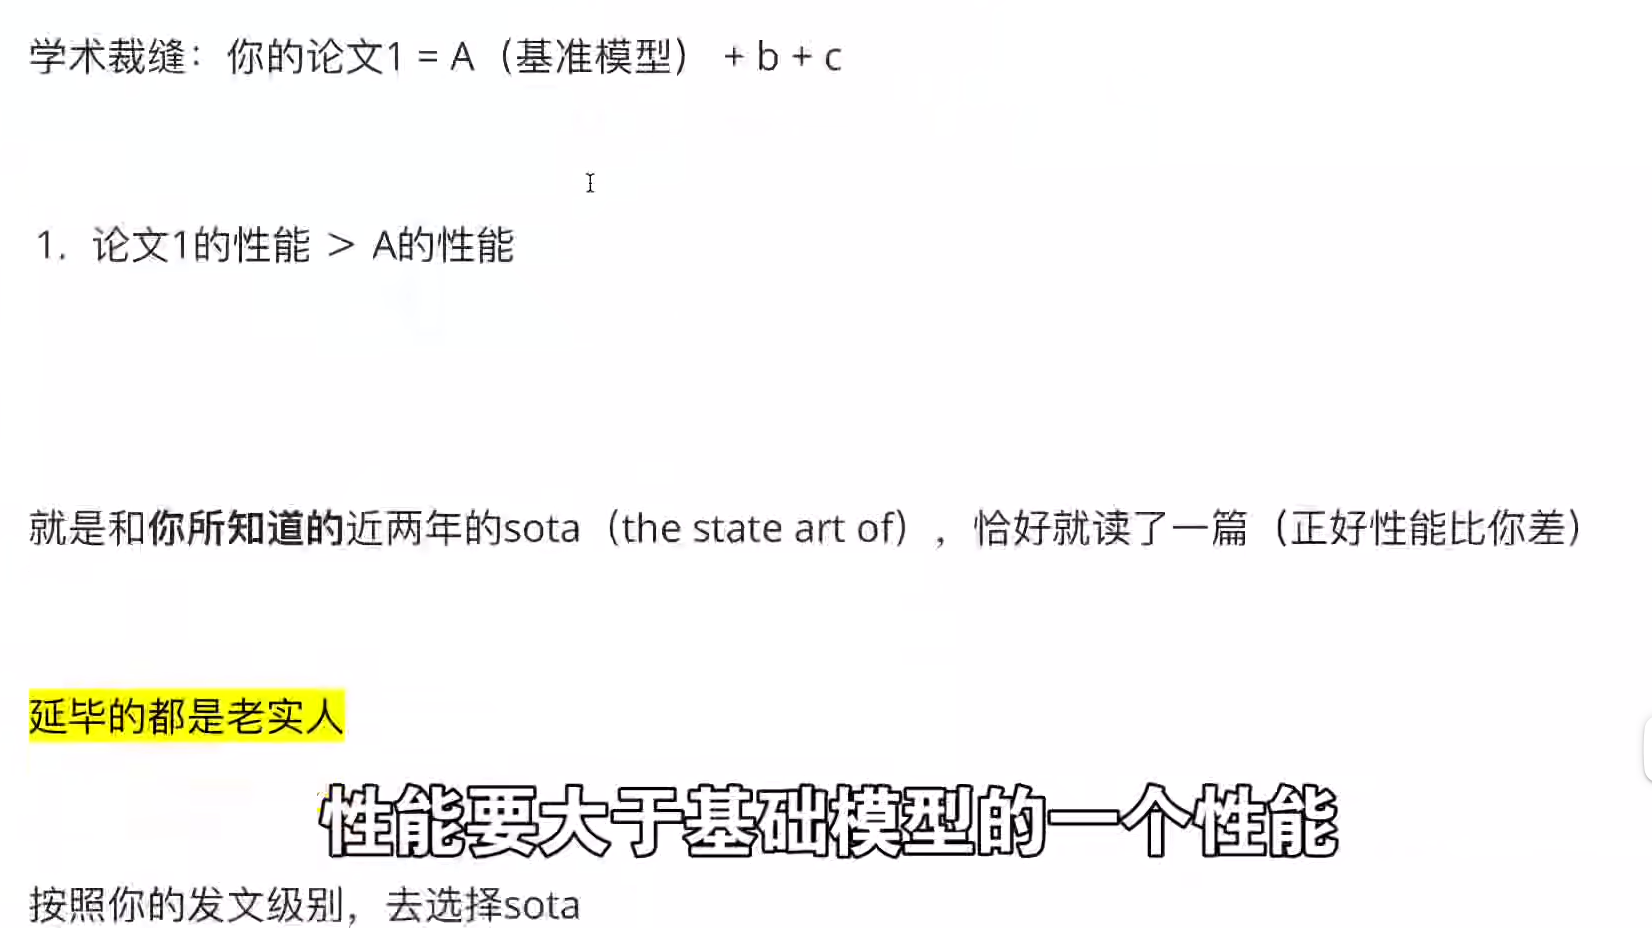 学术裁缝：你的论文1 = A（基准模型） + b + c
1. 论文1的性能 > A的性能
就是和你所知道的近两年的sota（the state art of），恰好就读了一篇（正好性能比你差）
延毕的都是老实人
性能要大于基础模型的一个性能
按照你的发文级别，去选择sota